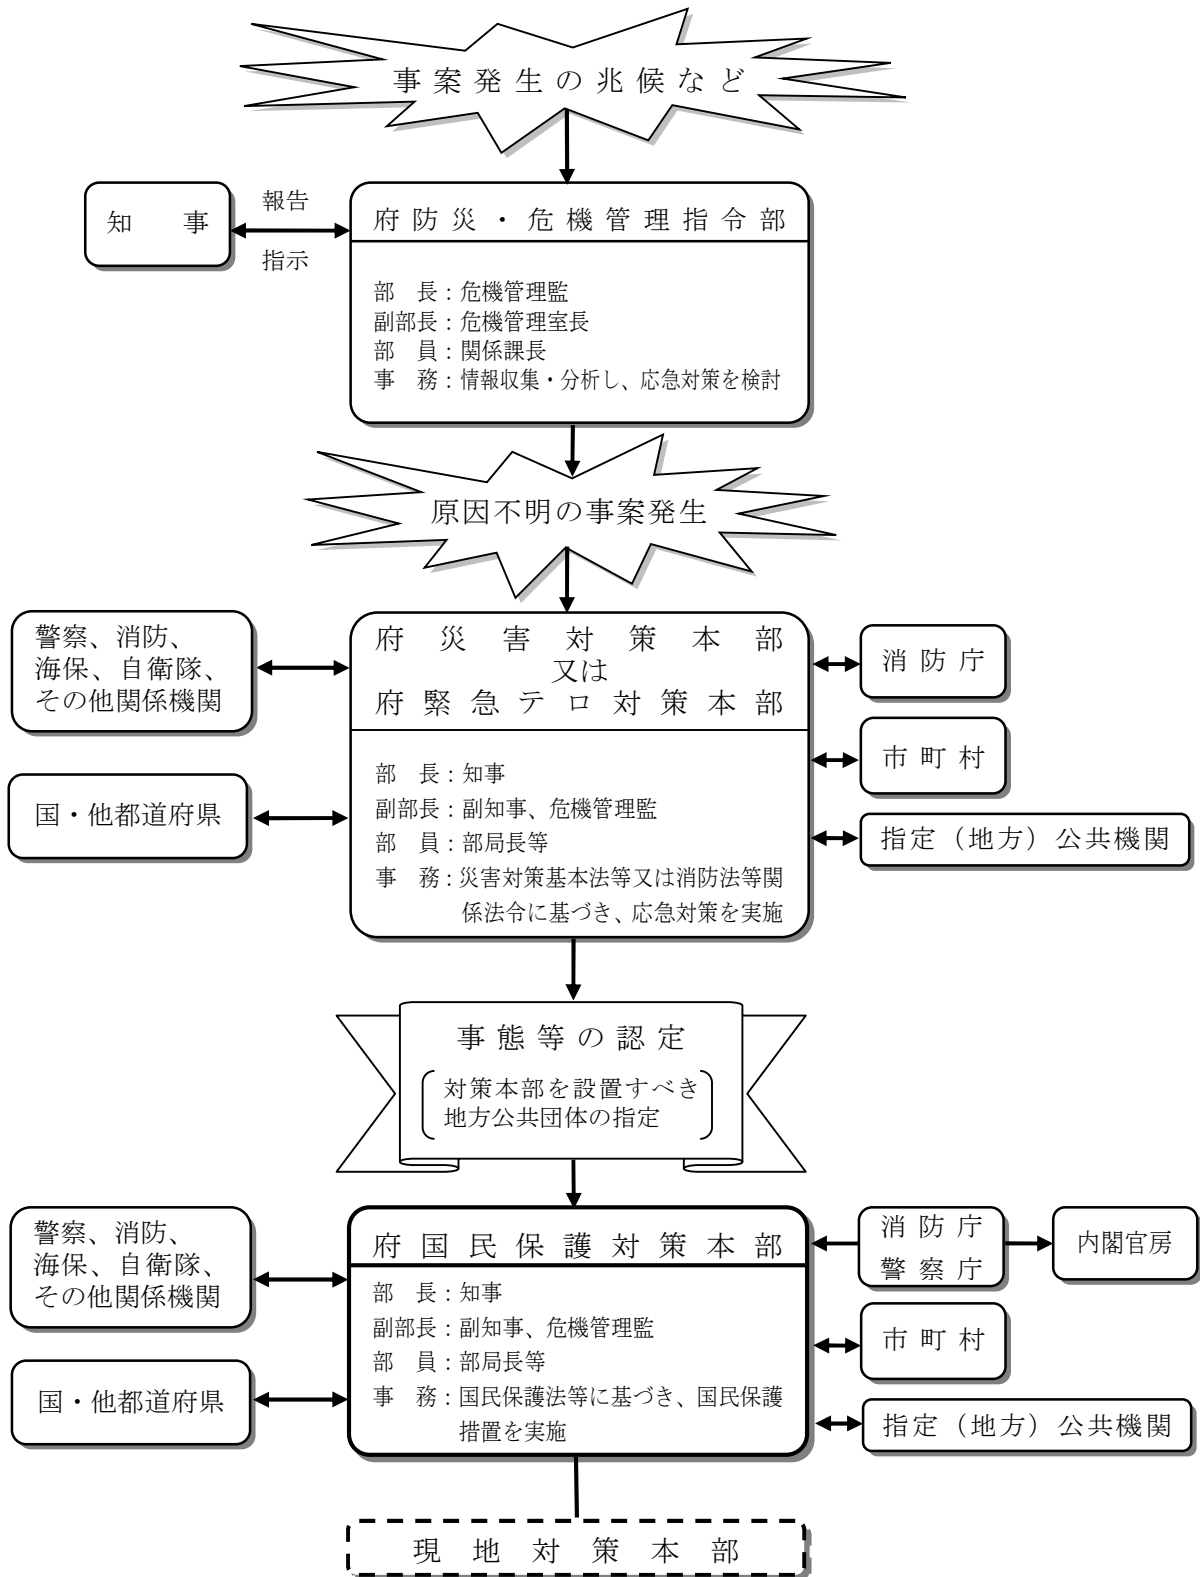 事案発生の兆候など
知事
報告
指示
府防災・危機管理指令部
部　長：危機管理監
副部長：危機管理室長
部　員：関係課長
事　務：情報収集・分析し、応急対策を検討
原因不明の事案発生
警察、消防、
海保、自衛隊、
その他関係機関
国・他都道府県
府災害対策本部
又は
府緊急テロ対策本部
部　長：知事
副部長：副知事、危機管理監
部　員：部局長等
事　務：災害対策基本法等又は消防法等関
係法令に基づき、応急対策を実施
消防庁
市町村
指定（地方）公共機関
事態等の認定
対策本部を設置すべき
地方公共団体の指定
警察、消防、
海保、自衛隊、
その他関係機関
国・他都道府県
府国民保護対策本部
部　長：知事
副部長：副知事、危機管理監
部　員：部局長等
事　務：国民保護法等に基づき、国民保護
措置を実施
消防庁
警察庁
内閣官房
市町村
指定（地方）公共機関
現地対策本部